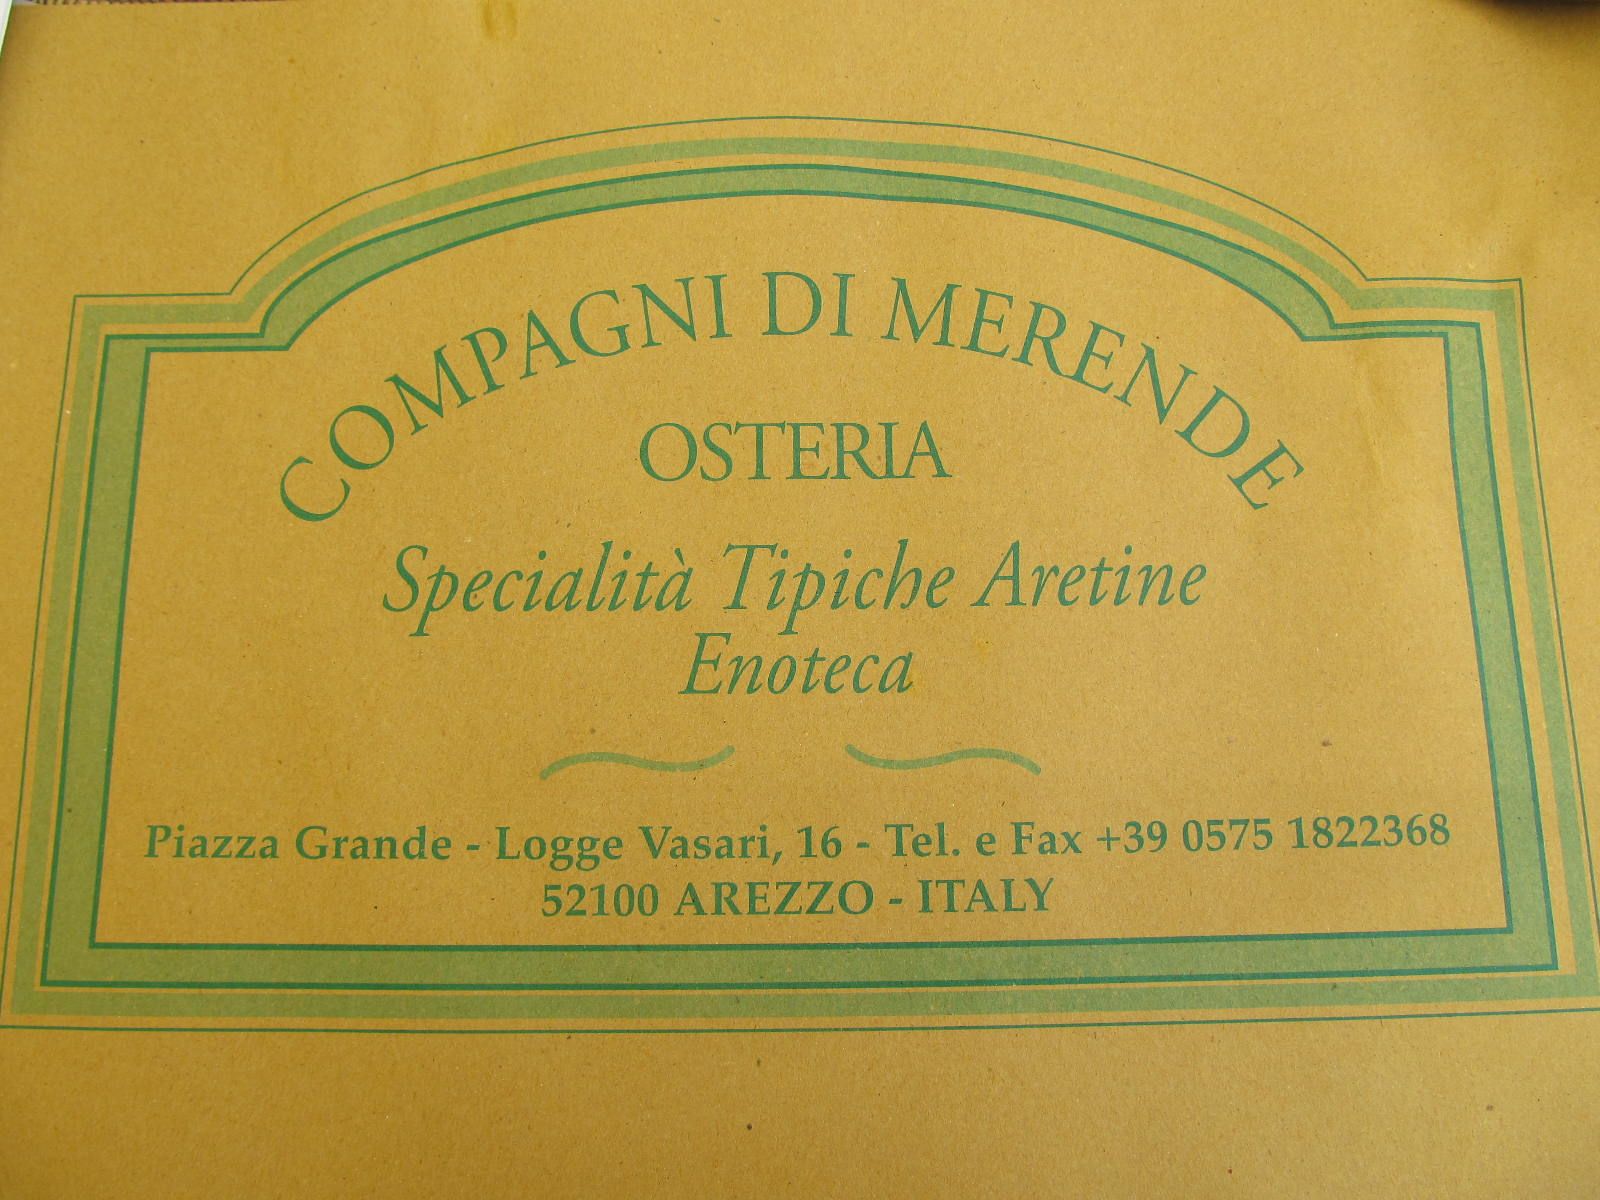 COMPAGNI DI MERENDE
OSTERIA
Specialità Tipiche Aretine
Enoteca
Piazza Grande - Logge Vasari, 16 - Tel. e Fax +39 0575 1822368
52100 AREZZO - ITALY